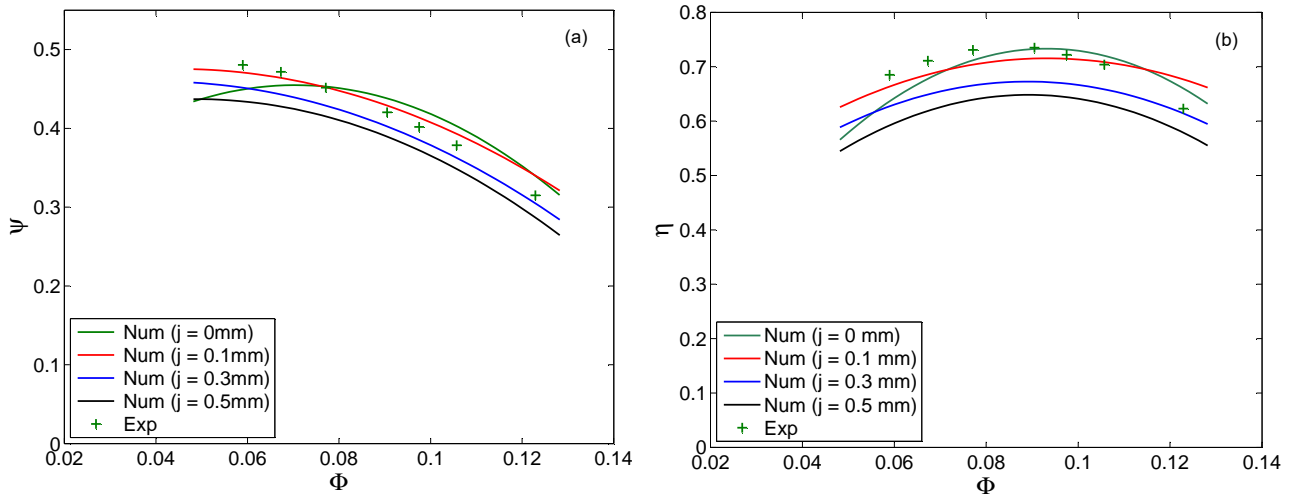 (a)
0.5
0.4
0.3
0.2
0.1
0
ψ
0.02 0.04 0.06 0.08 0.1 0.12 0.14
Φ
Num (j = 0mm)
Num (j = 0.1mm)
Num (j = 0.3mm)
Num (j = 0.5mm)
Exp
(b)
0.8
0.7
0.6
0.5
0.4
0.3
0.2
0.1
0
η
0.02 0.04 0.06 0.08 0.1 0.12 0.14
Φ
Num (j = 0 mm)
Num (j = 0.1 mm)
Num (j = 0.3 mm)
Num (j = 0.5 mm)
Exp